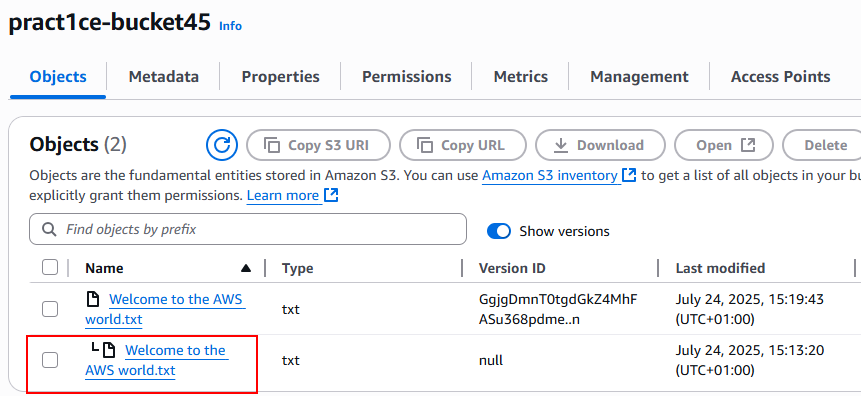 pract1ce-bucket45 Info
Objects Metadata Properties Permissions Metrics Management Access Points
Objects (2) Copy S3 URI Copy URL Download Open Delete
Objects are the fundamental entities stored in Amazon S3. You can use Amazon S3 inventory to get a list of all objects in your bu
explicitly grant them permissions. Learn more
Find objects by prefix Show versions
Name Type Version ID Last modified
Welcome to the AWS GgjgDmnT0tgdGkZ4MhF July 24, 2025, 15:19:43
world.txt txt ASu368pdme..n (UTC+01:00)
Welcome to the July 24, 2025, 15:13:20
AWS world.txt txt null (UTC+01:00)